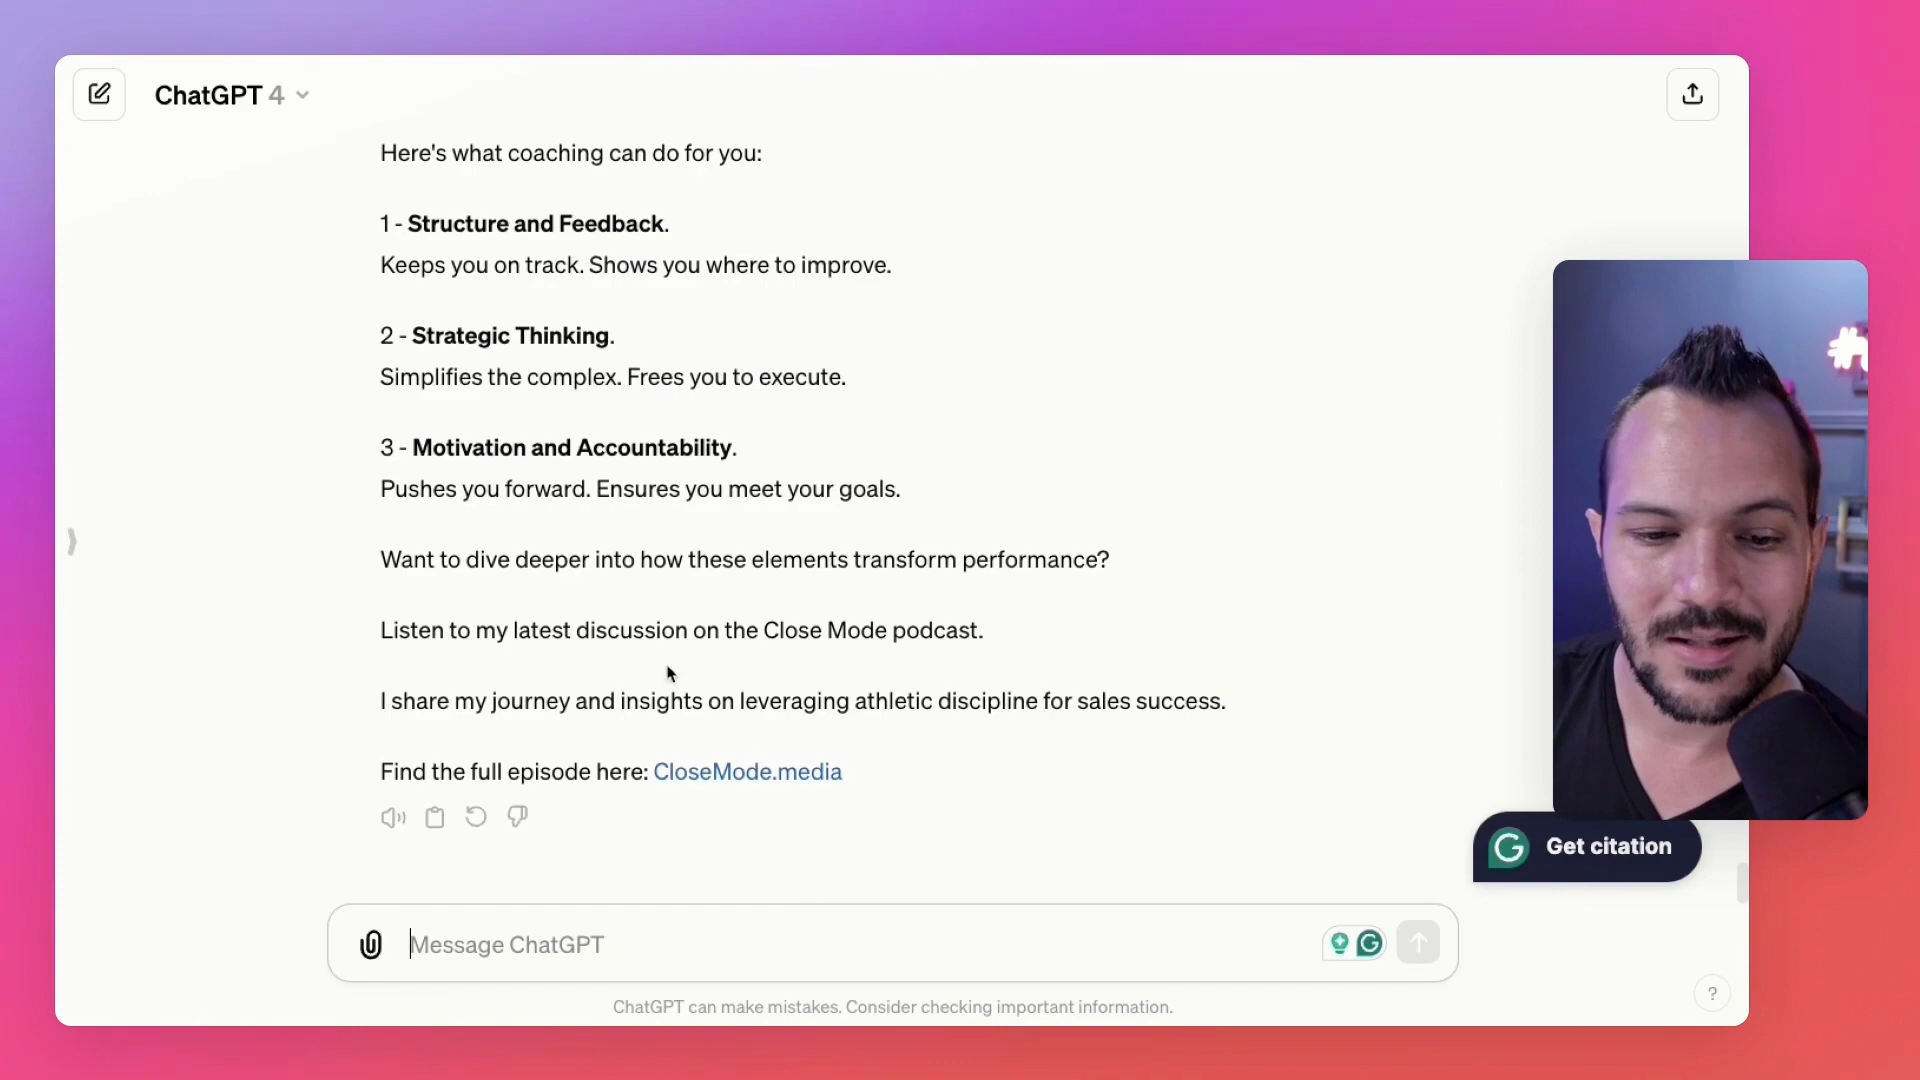 ChatGPT 4
Here's what coaching can do for you:
1 - Structure and Feedback.
Keeps you on track. Shows you where to improve.
2 - Strategic Thinking.
Simplifies the complex. Frees you to execute.
3 - Motivation and Accountability.
Pushes you forward. Ensures you meet your goals.
Want to dive deeper into how these elements transform performance?
Listen to my latest discussion on the Close Mode podcast.
I share my journey and insights on leveraging athletic discipline for sales success.
Find the full episode here: CloseMode.media
Get citation
Message ChatGPT
ChatGPT can make mistakes. Consider checking important information.
?